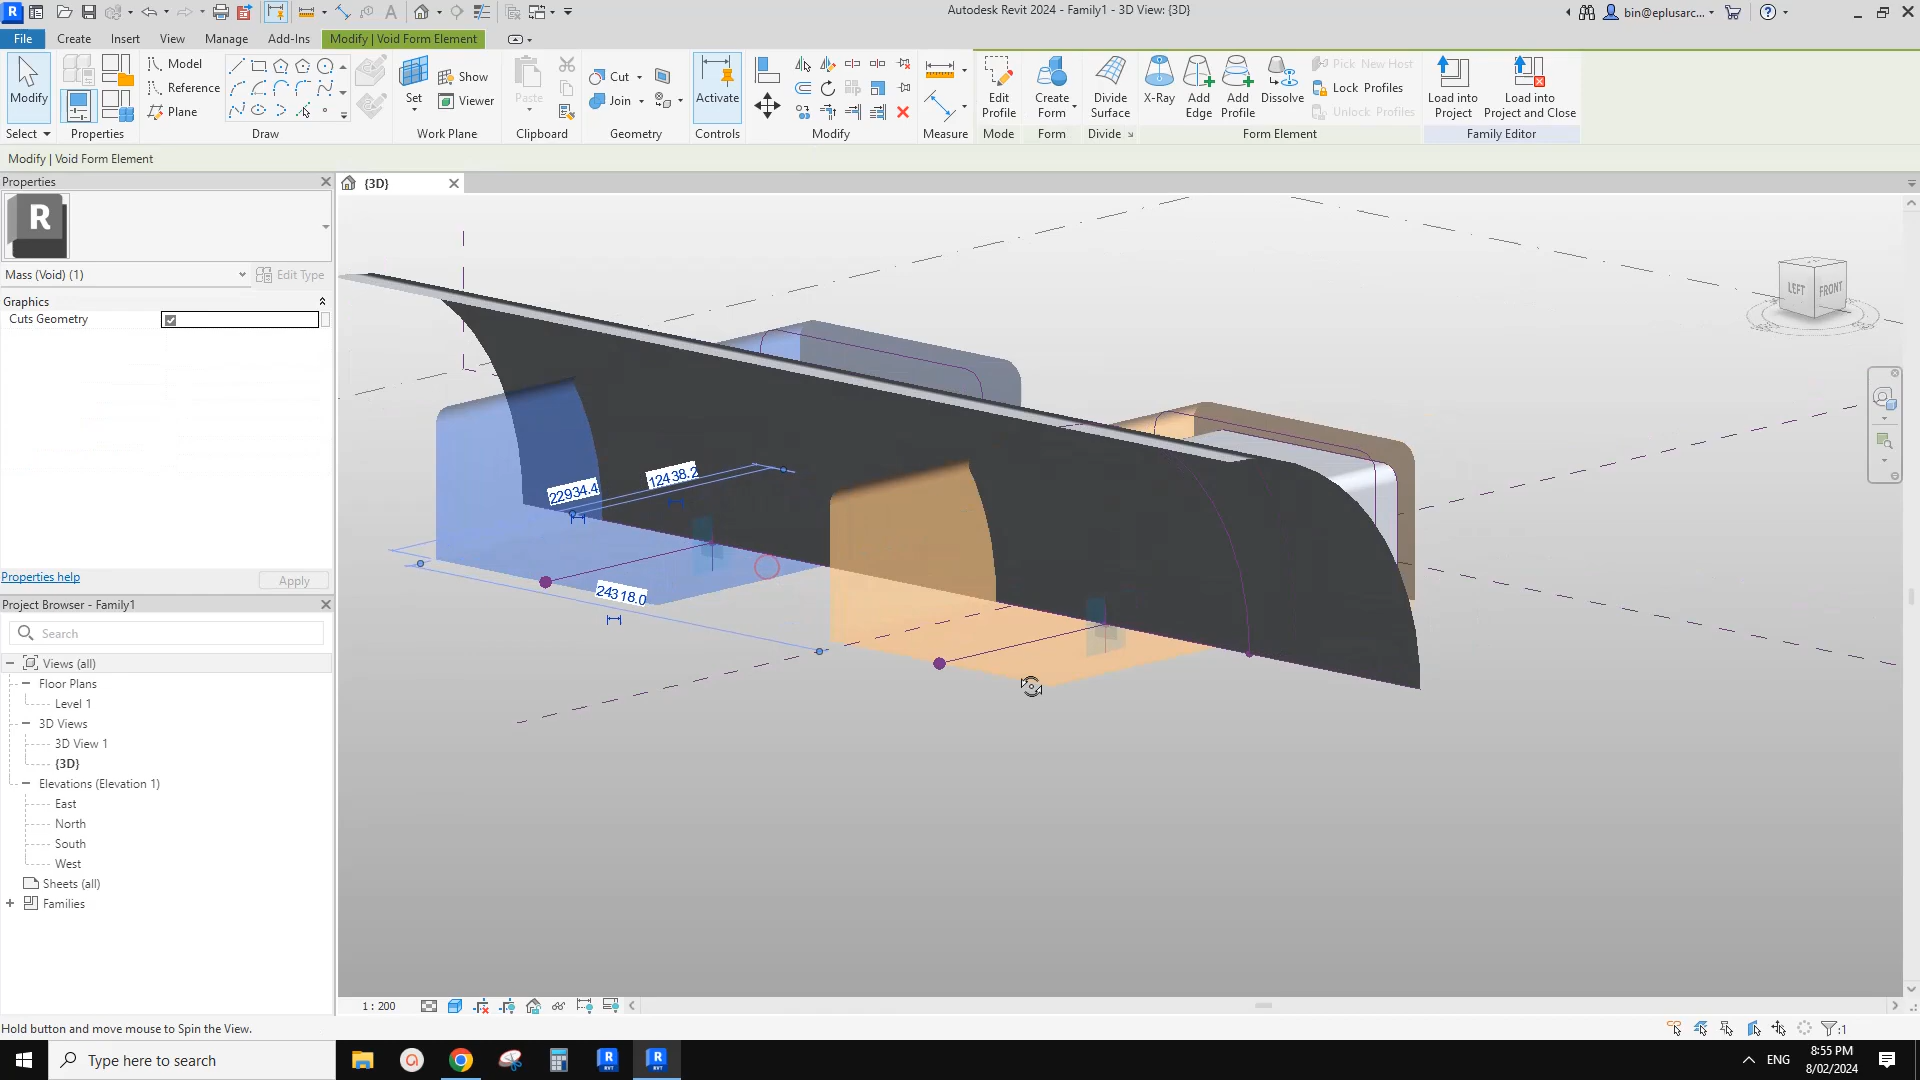 Autodesk Revit 2024 - Family1 - 3D View: {3D}
bin@eplusarc...
File
Create
Insert
View
Manage
Add-Ins
Modify | Void Form Element
Modify
Model
Reference
Plane
Set
Show
Viewer
Paste
Cut
Join
Activate
Edit
Profile
Create
Form
Divide
Surface
X-Ray
Add
Edge
Add
Profile
Dissolve
Pick New Host
Lock Profiles
Unlock Profiles
Load into
Project
Load into
Project and Close
Select
Properties
Draw
Work Plane
Clipboard
Geometry
Controls
Modify
Measure
Mode
Form
Divide
Form Element
Family Editor
Modify | Void Form Element
Properties
{3D}
R
Mass (Void) (1)
Edit Type
Graphics
Cuts Geometry
Properties help
Apply
Project Browser - Family1
Search
Views (all)
Floor Plans
Level 1
3D Views
3D View 1
{3D}
Elevations (Elevation 1)
East
North
South
West
Sheets (all)
Families
22934.4
12438.2
24318.0
LEFT
FRONT
1 : 200
Hold button and move mouse to Spin the View.
:1
Type here to search
ENG
8:55 PM
8/02/2024